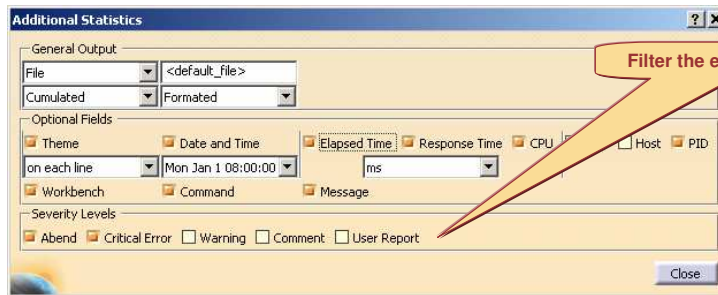 Additional Statistics
General Output
File <default_file>
Cumulated Formated
Filter the
Optional Fields
Theme Date and Time Elapsed Time Response Time CPU Host PID
on each line Mon Jan 1 08:00:00 ms
Workbench Command Message
Severity Levels
Abend Critical Error Warning Comment User Report
Close